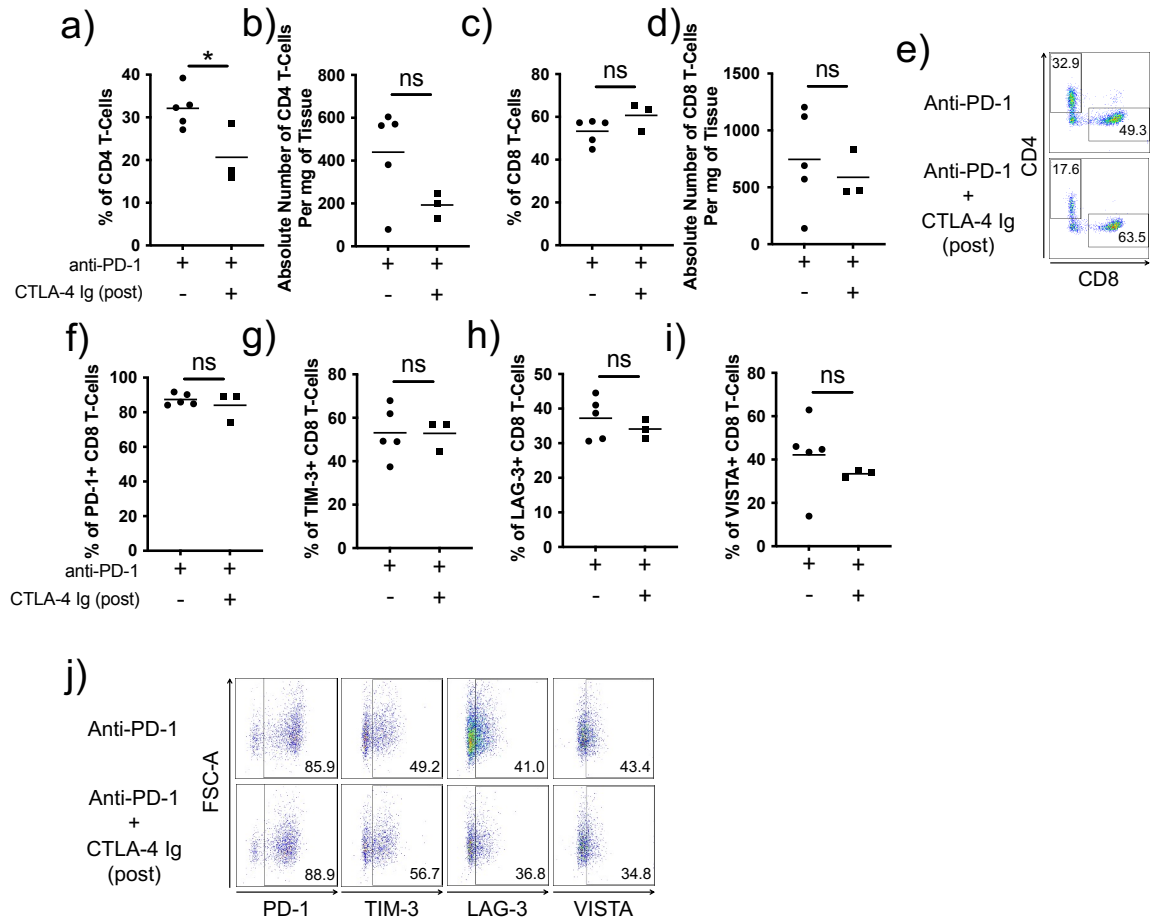 a)
% of CD4 T-Cells
40
30
20
10
0
*
anti-PD-1 + +
CTLA-4 Ig (post) - +
b)
Absolute Number of CD4 T-Cells
Per mg of Tissue
800
600
400
200
0
ns
+ +
- +
c)
% of CD8 T-Cells
80
60
40
20
0
ns
+ +
- +
d)
Absolute Number of CD8 T-Cells
Per mg of Tissue
1500
1000
500
0
ns
+ +
- +
e)
Anti-PD-1
32.9
49.3
Anti-PD-1
+
CTLA-4 Ig
(post)
17.6
63.5
CD4
CD8
f)
% of PD-1+ CD8 T-Cells
100
80
60
40
20
0
ns
anti-PD-1 + +
CTLA-4 Ig (post) - +
g)
% of TIM-3+ CD8 T-Cells
80
60
40
20
0
ns
+ +
- +
h)
% of LAG-3+ CD8 T-Cells
50
40
30
20
10
0
ns
+ +
- +
i)
% of VISTA+ CD8 T-Cells
80
60
40
20
0
ns
+ +
- +
j)
Anti-PD-1
85.9 49.2 41.0 43.4
Anti-PD-1
+
CTLA-4 Ig
(post)
88.9 56.7 36.8 34.8
FSC-A
PD-1 TIM-3 LAG-3 VISTA